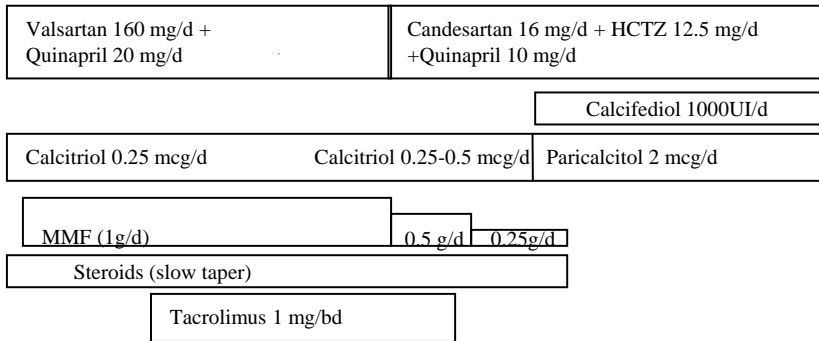 Valsartan 160 mg/d +
Quinapril 20 mg/d
Candesartan 16 mg/d + HCTZ 12.5 mg/d
+Quinapril 10 mg/d
Calcifediol 1000UI/d
Calcitriol 0.25 mcg/d
Calcitriol 0.25-0.5 mcg/d
Paricalcitol 2 mcg/d
MMF (1g/d)
0.5 g/d
0.25g/d
Steroids (slow taper)
Tacrolimus 1 mg/bd